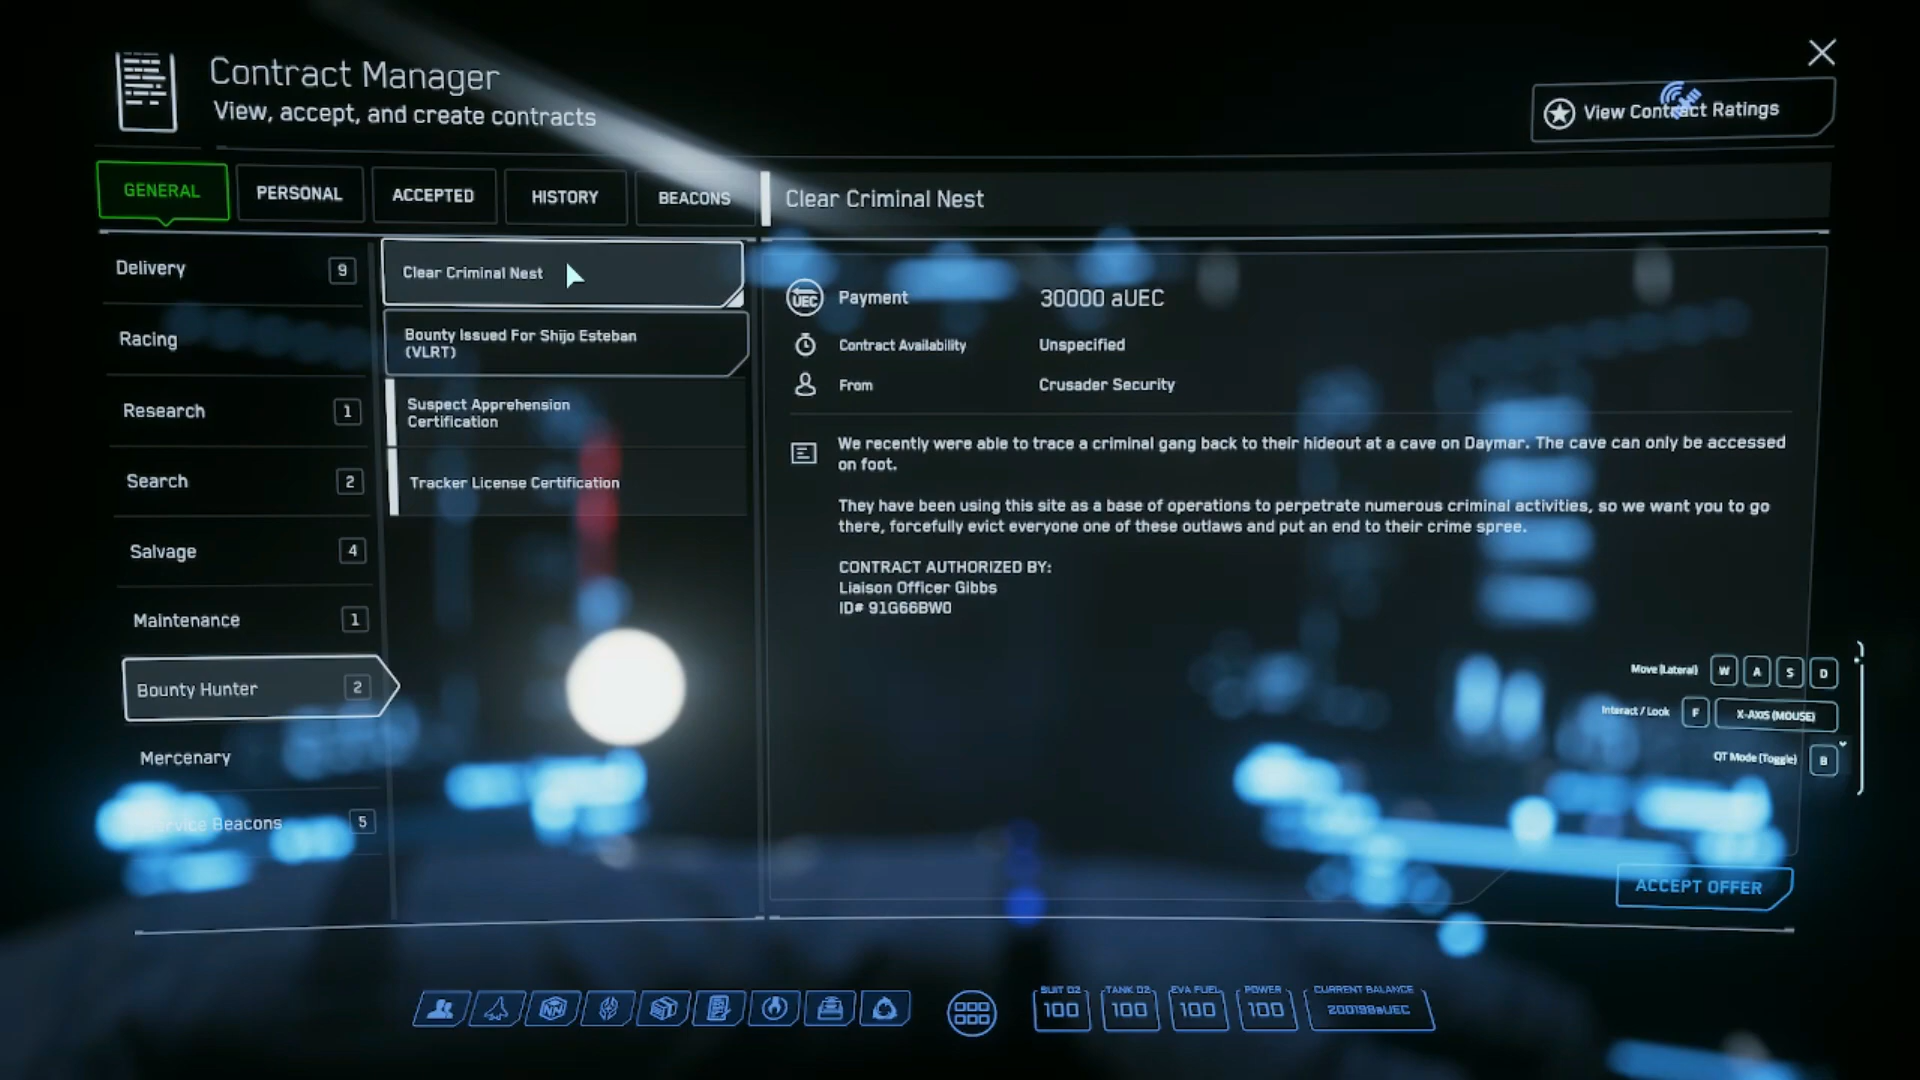 Contract Manager
View, accept, and create contracts
View Contract Ratings
GENERAL
PERSONAL
ACCEPTED
HISTORY
BEACONS
Clear Criminal Nest
Delivery 9
Racing
Research 1
Search 2
Salvage 4
Maintenance 1
Bounty Hunter 2
Mercenary
Service Beacons 5
Clear Criminal Nest
Bounty Issued For Shijo Esteban
(VLRT)
Suspect Apprehension
Certification
Tracker License Certification
UEC Payment 30000 aUEC
Contract Availability Unspecified
From Crusader Security
We recently were able to trace a criminal gang back to their hideout at a cave on Daymar. The cave can only be accessed
on foot.
They have been using this site as a base of operations to perpetrate numerous criminal activities, so we want you to go
there, forcefully evict everyone one of these outlaws and put an end to their crime spree.
CONTRACT AUTHORIZED BY:
Liaison Officer Gibbs
ID# 91G66BW0
Move (Lateral) W A S D
Interact / Look F X-AXIS (MOUSE)
QT Mode (Toggle) B
ACCEPT OFFER
SUIT O2
100
TANK O2
100
EVA FUEL
100
POWER
100
CURRENT BALANCE
200198aUEC